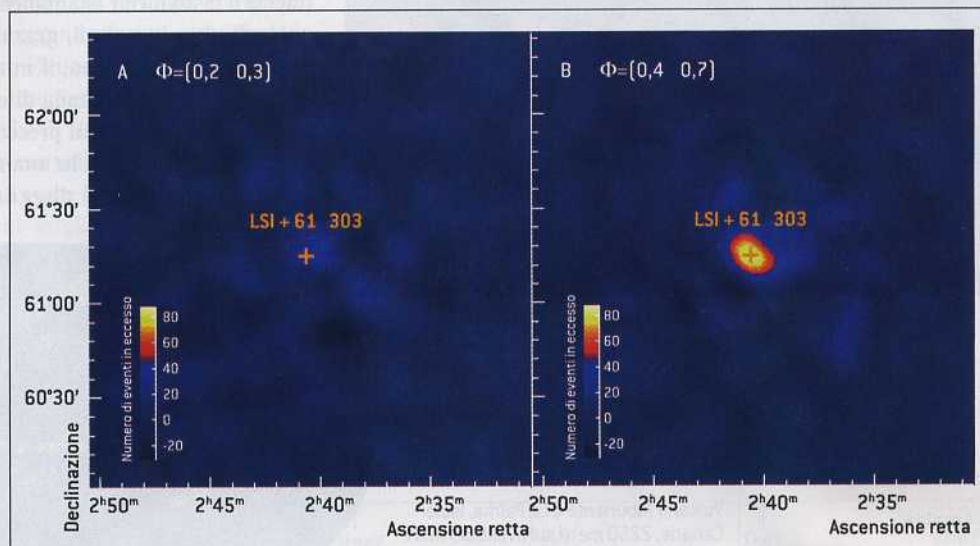 A Φ=(0,2 0,3)
62°00'
61°30'
61°00'
60°30'
Declinazione
LSI + 61 303
Numero di eventi in eccesso
80
60
40
20
0
-20
2ʰ50ᵐ 2ʰ45ᵐ 2ʰ40ᵐ 2ʰ35ᵐ
Ascensione retta
B Φ=(0,4 0,7)
LSI + 61 303
Numero di eventi in eccesso
80
60
40
20
0
-20
2ʰ50ᵐ 2ʰ45ᵐ 2ʰ40ᵐ 2ʰ35ᵐ
Ascensione retta